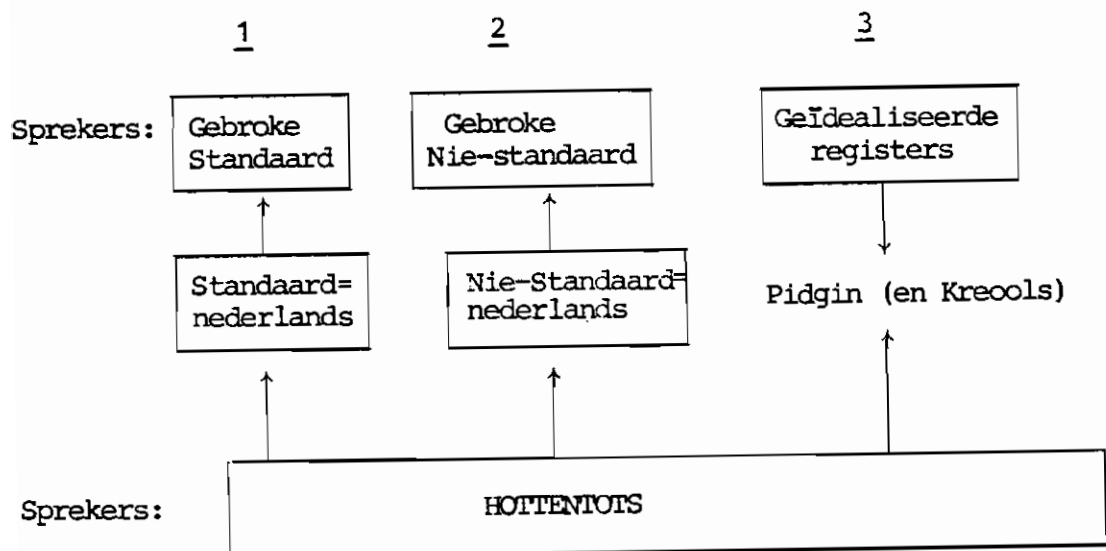 1 2 3
Sprekers: Gebroke Gebroke Geïdealiseerde
Standaard Nie-standaard registers
Standaard= Nie-Standaard=
nederlands nederlands Pidgin (en Kreools)
Sprekers: HOTTENTOTS